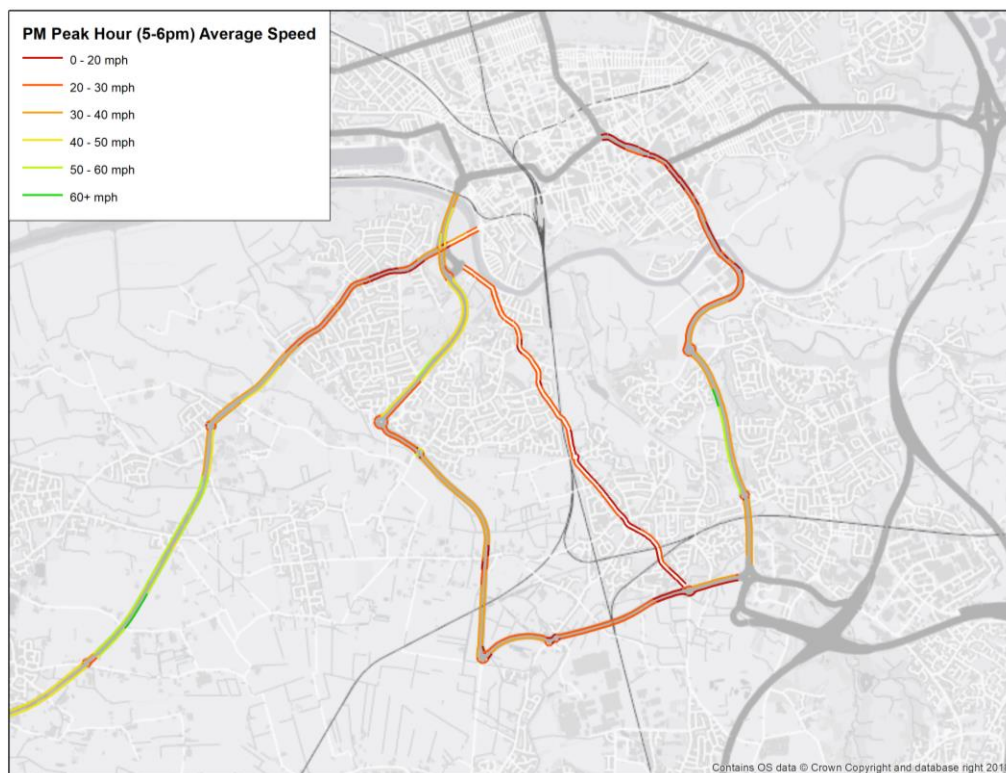 PM Peak Hour (5-6pm) Average Speed
0 - 20 mph
20 - 30 mph
30 - 40 mph
40 - 50 mph
50 - 60 mph
60+ mph
Contains OS data © Crown Copyright and database right